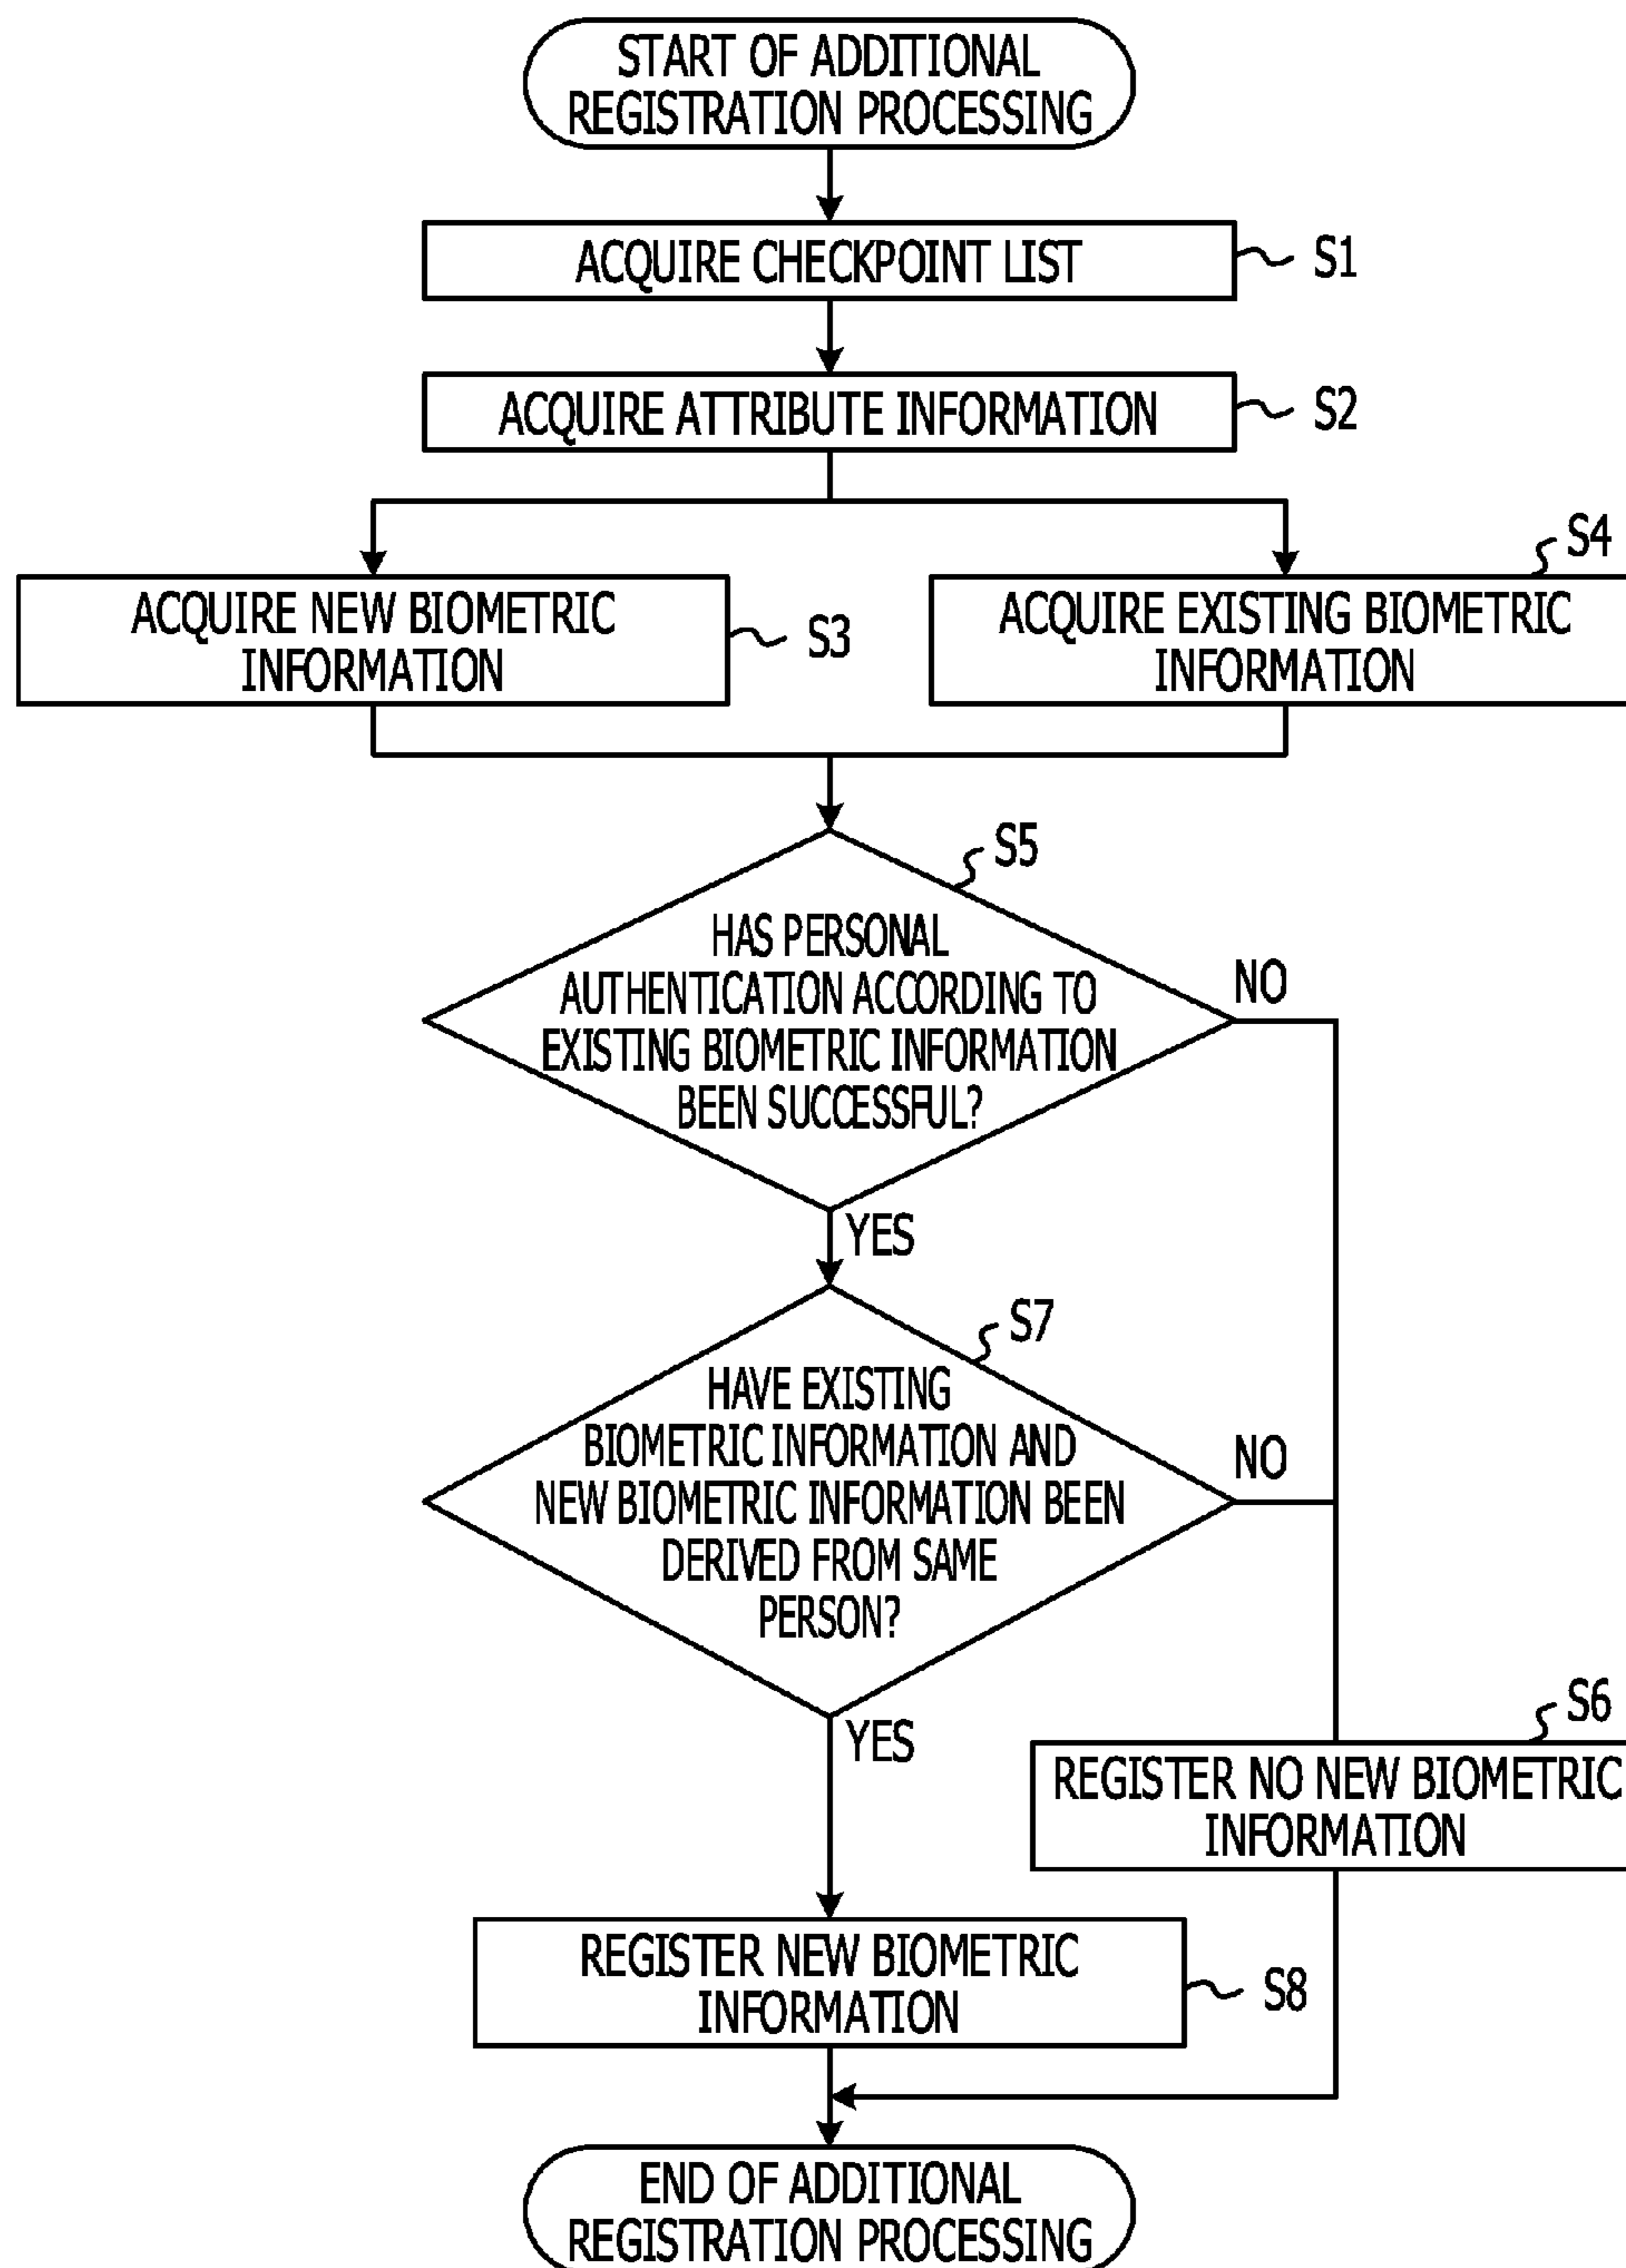 START OF ADDITIONAL
REGISTRATION PROCESSING
ACQUIRE CHECKPOINT LIST
S1
ACQUIRE ATTRIBUTE INFORMATION
S2
ACQUIRE NEW BIOMETRIC
INFORMATION
S3
S4
ACQUIRE EXISTING BIOMETRIC
INFORMATION
S5
HAS PERSONAL
AUTHENTICATION ACCORDING TO
EXISTING BIOMETRIC INFORMATION
BEEN SUCCESSFUL?
NO
YES
S7
HAVE EXISTING
BIOMETRIC INFORMATION AND
NEW BIOMETRIC INFORMATION BEEN
DERIVED FROM SAME
PERSON?
NO
YES
S6
REGISTER NO NEW BIOMETRIC
INFORMATION
REGISTER NEW BIOMETRIC
INFORMATION
S8
END OF ADDITIONAL
REGISTRATION PROCESSING